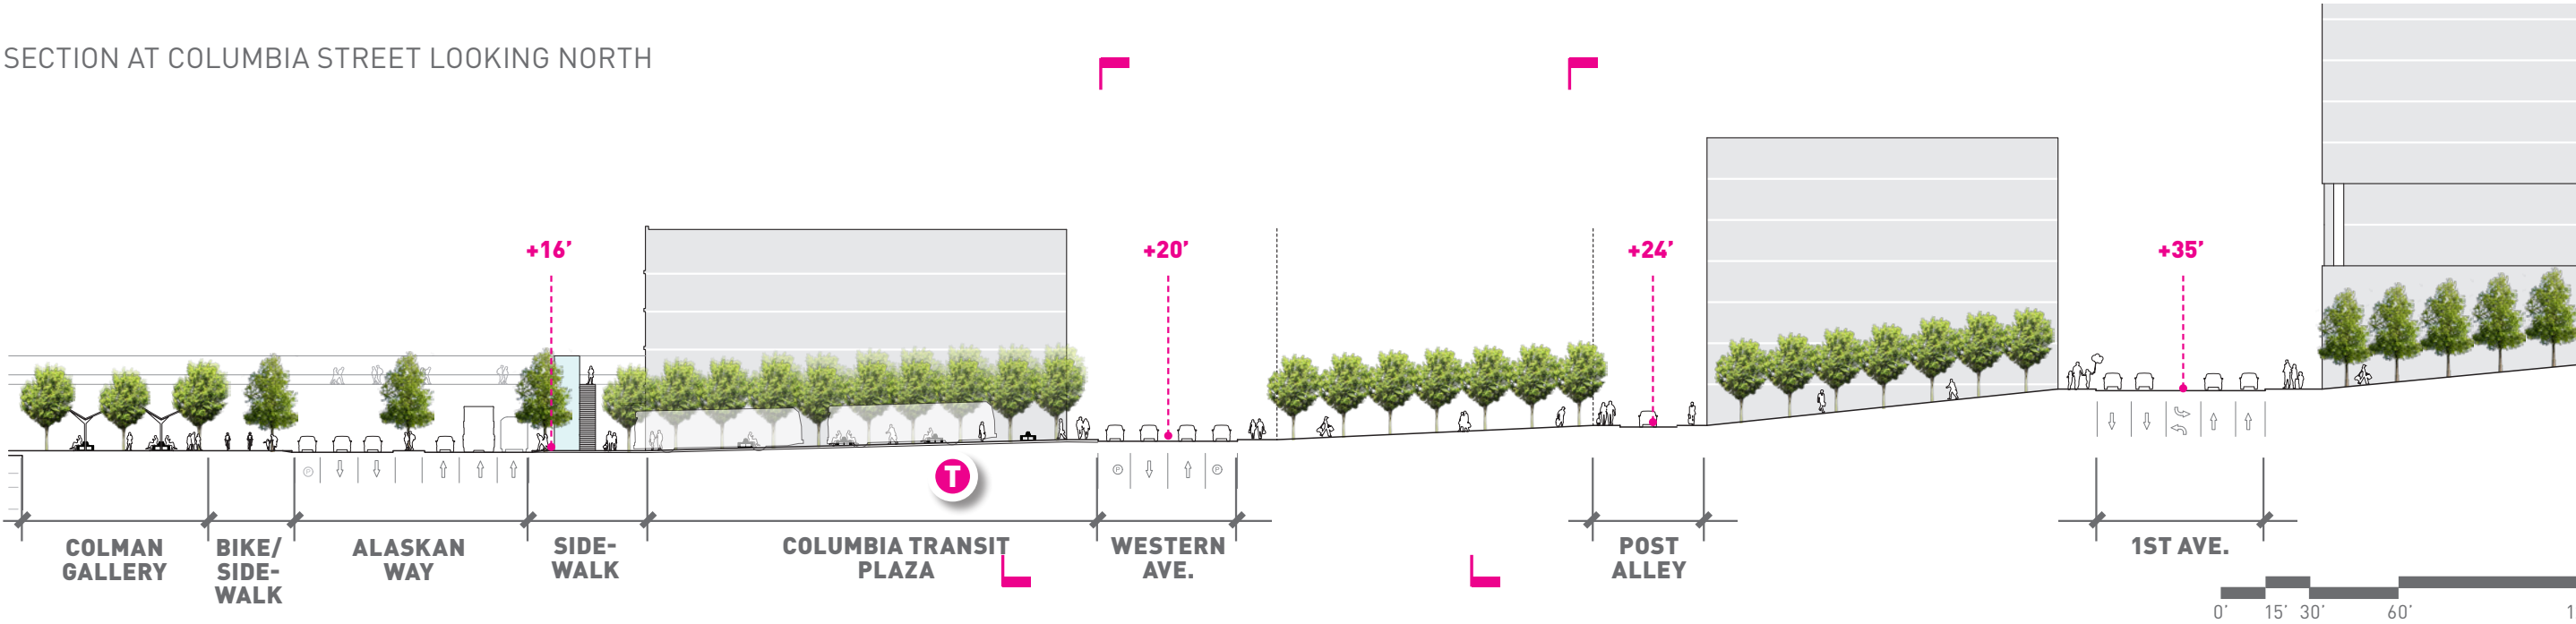 SECTION AT COLUMBIA STREET LOOKING NORTH
+16’
+20’
+24’
+35’
P
P
P
T
COLMAN
GALLERY
BIKE/
SIDE-
WALK
ALASKAN
WAY
SIDE-
WALK
COLUMBIA TRANSIT
PLAZA
WESTERN
AVE.
POST
ALLEY
1ST AVE.
0’ 15’ 30’ 60’